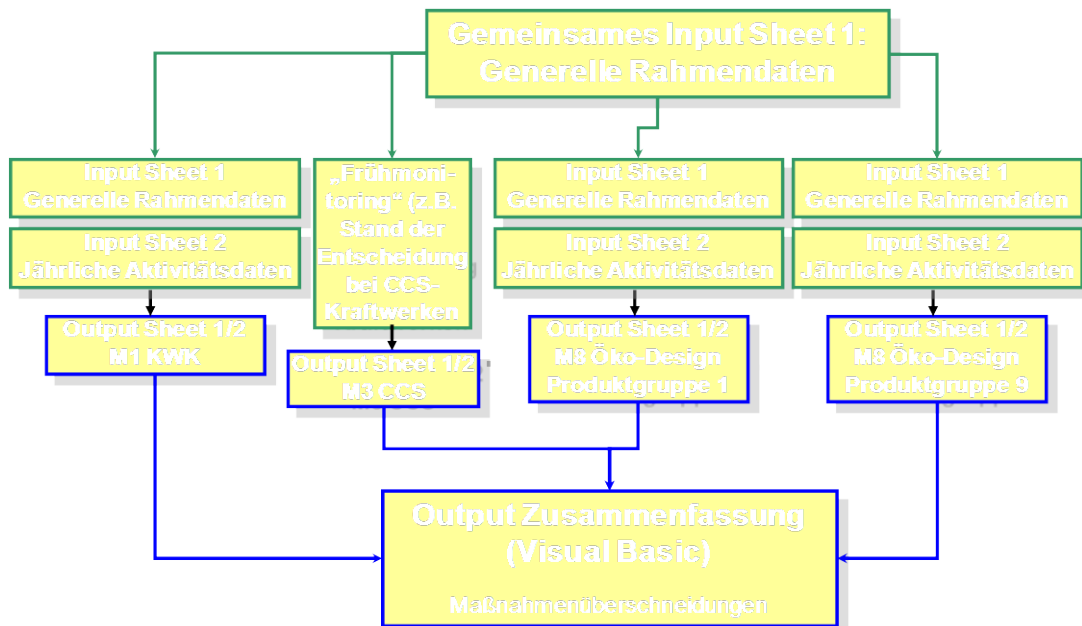 Gemeinsames Input Sheet 1:
Generelle Rahmendaten
Input Sheet 1
Generelle Rahmendaten
Input Sheet 2
Jährliche Aktivitätsdaten
Output Sheet 1/2
M1 KWK
„Frühmoni-
toring“ (z.B.
Stand der
Entscheidung
bei CCS-
Kraftwerken
Output Sheet 1/2
M3 CCS
Input Sheet 1
Generelle Rahmendaten
Input Sheet 2
Jährliche Aktivitätsdaten
Output Sheet 1/2
M8 Öko-Design
Produktgruppe 1
Input Sheet 1
Generelle Rahmendaten
Input Sheet 2
Jährliche Aktivitätsdaten
Output Sheet 1/2
M8 Öko-Design
Produktgruppe 9
Output Zusammenfassung
(Visual Basic)
Maßnahmenüberschneidungen